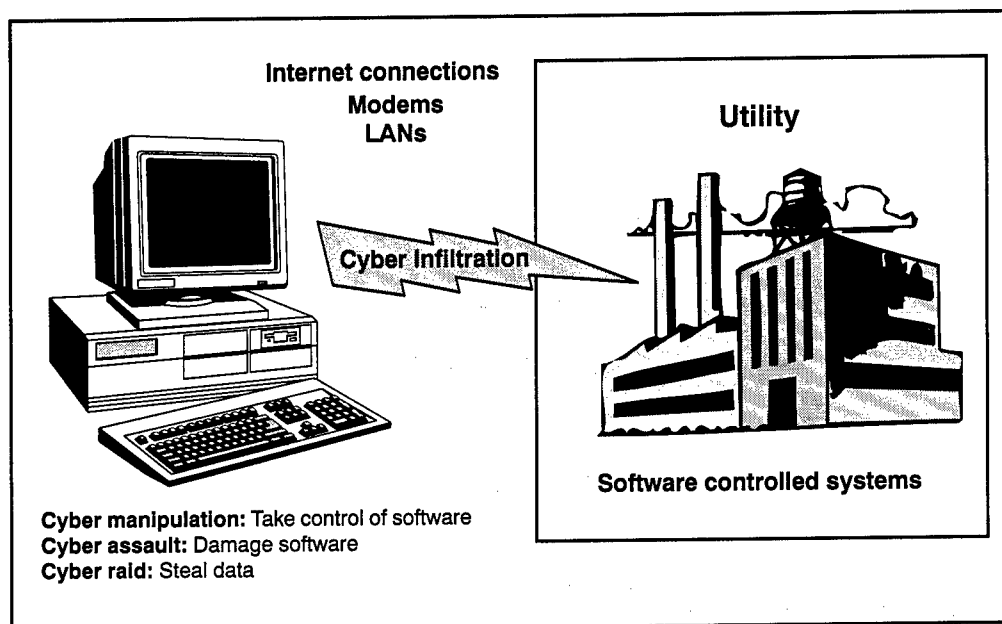 Internet connections
Modems
LANs
Utility
Cyber Infiltration
Software controlled systems
Cyber manipulation: Take control of software
Cyber assault: Damage software
Cyber raid: Steal data